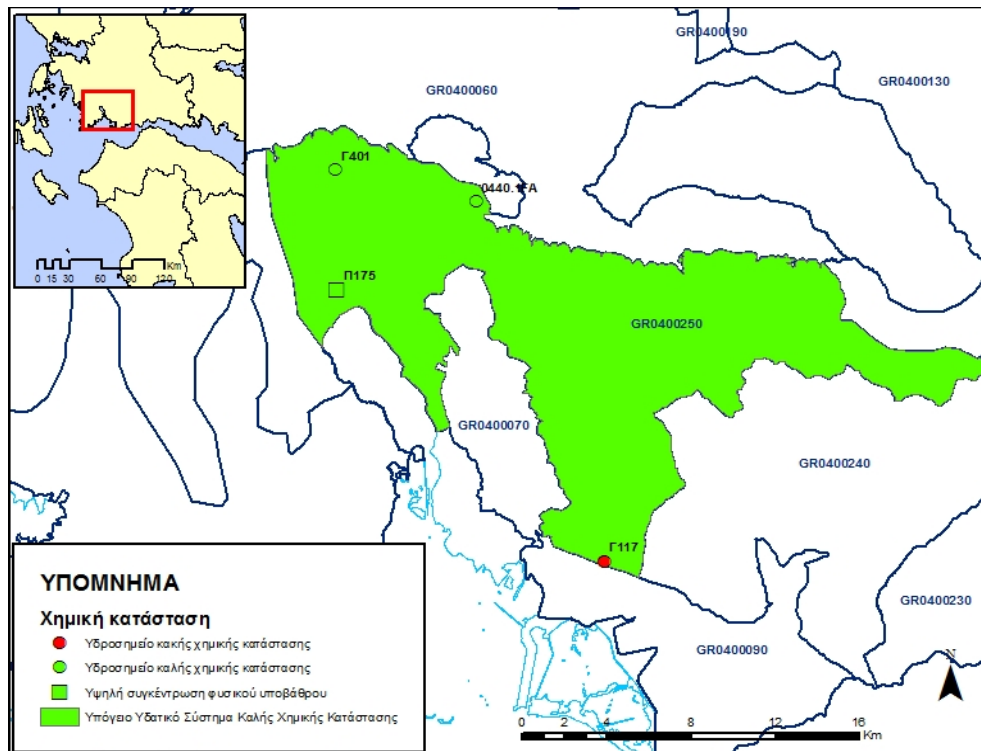 GR0400190
GR0400130
GR0400060
Γ401
0440.1FA
Π175
GR0400250
GR0400070
GR0400240
Γ117
GR0400230
GR0400090
Km
0 15 30 60 90 120
ΥΠΟΜΝΗΜΑ
Χημική κατάσταση
Υδροσημείο κακής χημικής κατάστασης
Υδροσημείο καλής χημικής κατάστασης
Υψηλή συγκέντρωση φυσικού υποβάθρου
Υπόγειο Υδατικό Σύστημα Καλής Χημικής Κατάστασης
N
0 2 4 8 12 16
Km